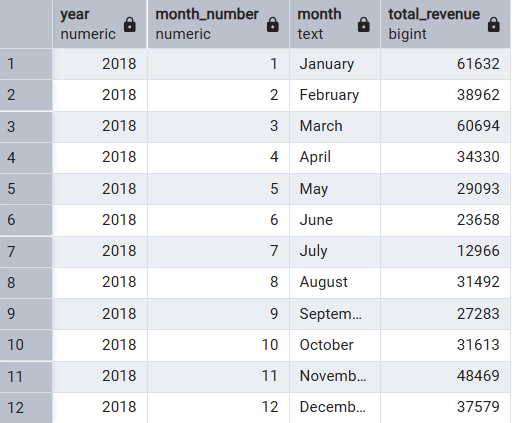 year month_number month total_revenue
numeric numeric text bigint
1 2018 1 January 61632
2 2018 2 February 38962
3 2018 3 March 60694
4 2018 4 April 34330
5 2018 5 May 29093
6 2018 6 June 23658
7 2018 7 July 12966
8 2018 8 August 31492
9 2018 9 Septem... 27283
10 2018 10 October 31613
11 2018 11 Novemb... 48469
12 2018 12 Decemb... 37579